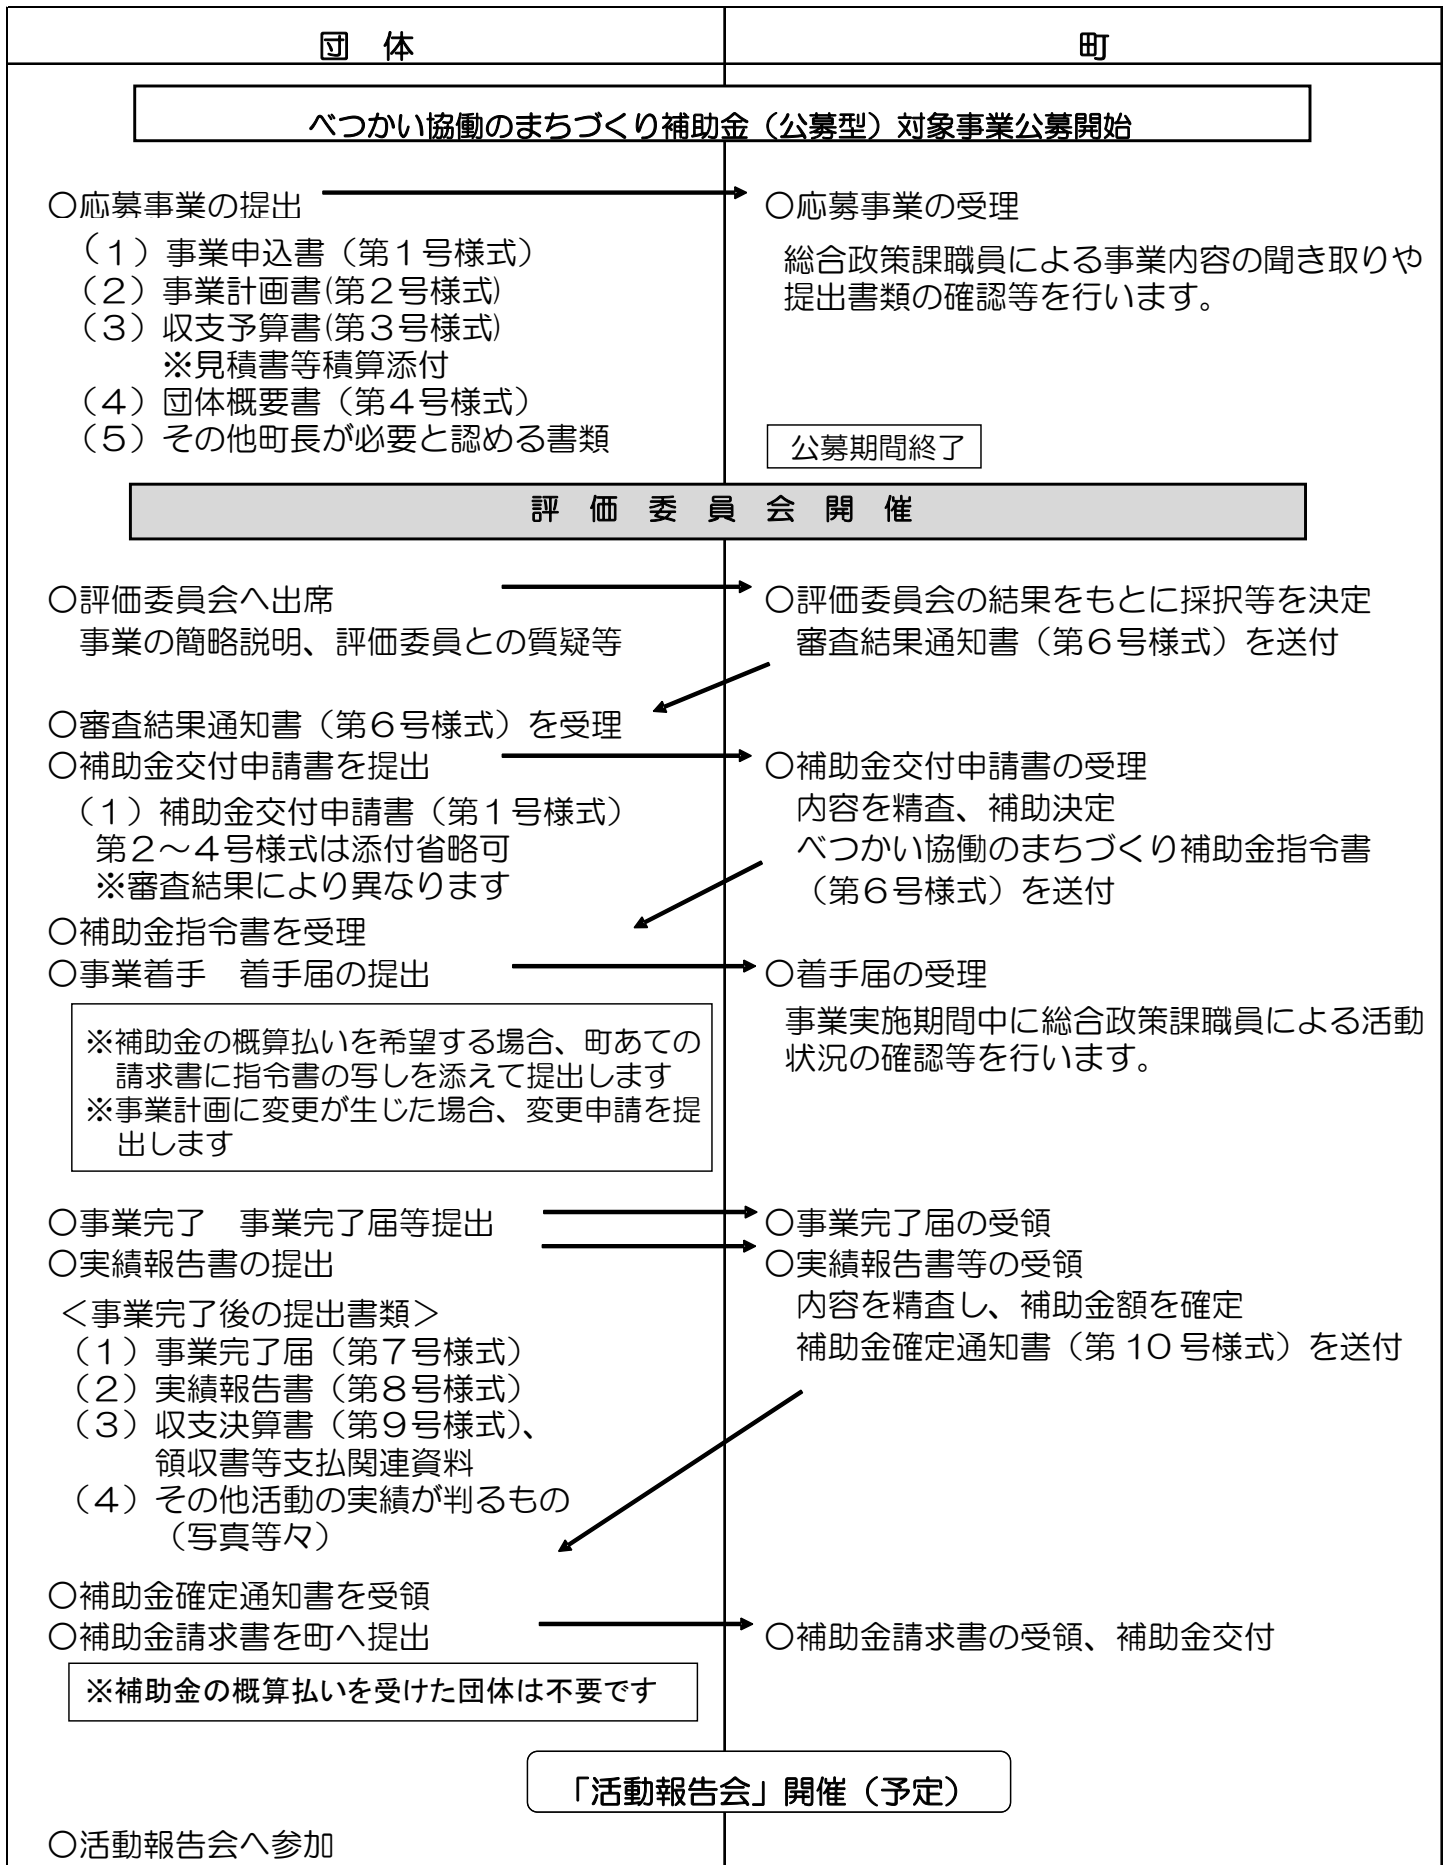 団　体
町
べつかい協働のまちづくり補助金（公募型）対象事業公募開始
〇応募事業の提出
〇応募事業の受理
（１）事業申込書（第１号様式）
（２）事業計画書(第２号様式)
（３）収支予算書(第３号様式)
※見積書等積算添付
（４）団体概要書（第４号様式）
（５）その他町長が必要と認める書類
総合政策課職員による事業内容の聞き取りや
提出書類の確認等を行います。
公募期間終了
評　価　委　員　会　開　催
〇評価委員会へ出席
事業の簡略説明、評価委員との質疑等
〇評価委員会の結果をもとに採択等を決定
審査結果通知書（第６号様式）を送付
〇審査結果通知書（第６号様式）を受理
〇補助金交付申請書を提出
（１）補助金交付申請書（第１号様式）
第２～４号様式は添付省略可
※審査結果により異なります
〇補助金交付申請書の受理
内容を精査、補助決定
べつかい協働のまちづくり補助金指令書
（第６号様式）を送付
〇補助金指令書を受理
〇事業着手　着手届の提出
〇着手届の受理
事業実施期間中に総合政策課職員による活動
状況の確認等を行います。
※補助金の概算払いを希望する場合、町あての
請求書に指令書の写しを添えて提出します
※事業計画に変更が生じた場合、変更申請を提
出します
〇事業完了　事業完了届等提出
〇実績報告書の提出
〇事業完了届の受領
〇実績報告書等の受領
内容を精査し、補助金額を確定
補助金確定通知書（第 10 号様式）を送付
＜事業完了後の提出書類＞
（１）事業完了届（第７号様式）
（２）実績報告書（第８号様式）
（３）収支決算書（第９号様式）、
領収書等支払関連資料
（４）その他活動の実績が判るもの
（写真等々）
〇補助金確定通知書を受領
〇補助金請求書を町へ提出
〇補助金請求書の受領、補助金交付
※補助金の概算払いを受けた団体は不要です
「活動報告会」開催（予定）
〇活動報告会へ参加